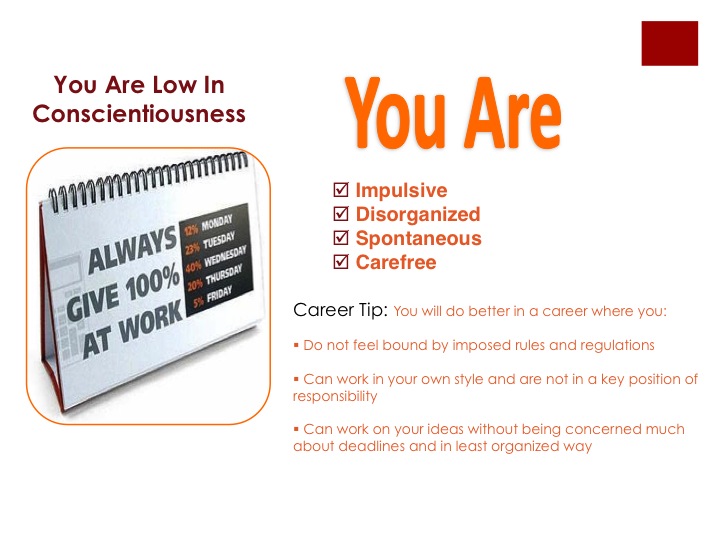 You Are Low In
Conscientiousness
ALWAYS
GIVE 100%
AT WORK
12% MONDAY
23% TUESDAY
40% WEDNESDAY
20% THURSDAY
5% FRIDAY
You Are
☑ Impulsive
☑ Disorganized
☑ Spontaneous
☑ Carefree
Career Tip: You will do better in a career where you:
▪ Do not feel bound by imposed rules and regulations
▪ Can work in your own style and are not in a key position of
responsibility
▪ Can work on your ideas without being concerned much
about deadlines and in least organized way